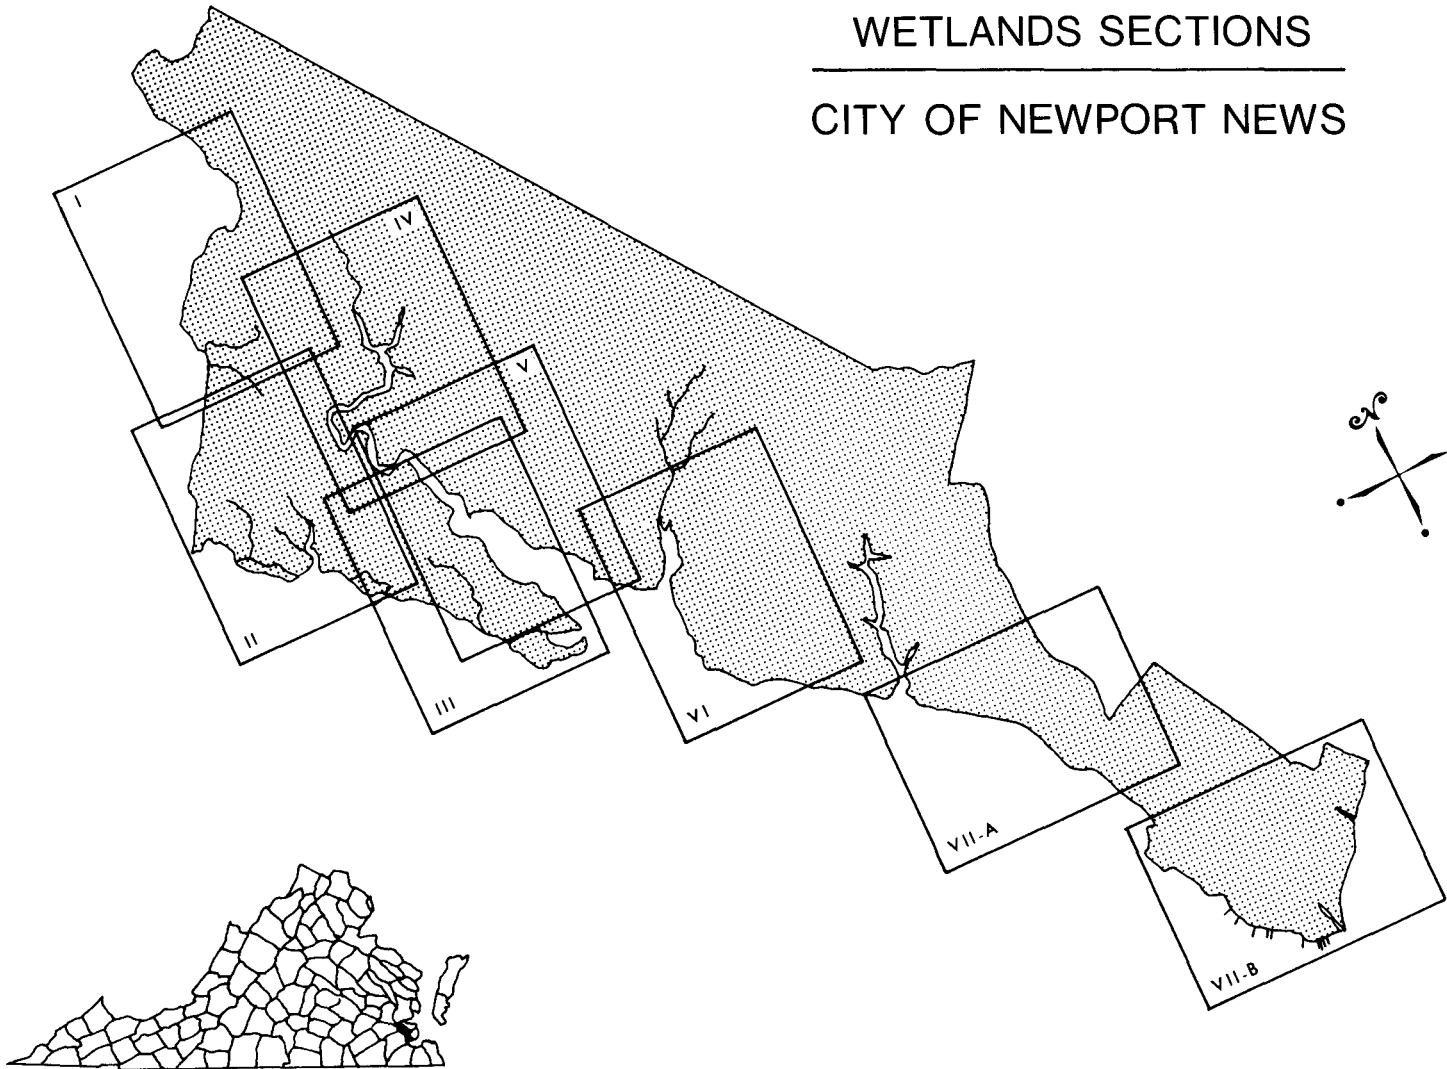 WETLANDS SECTIONS
CITY OF NEWPORT NEWS
I
IV
V
N
II
III
VI
VII-A
VII-B